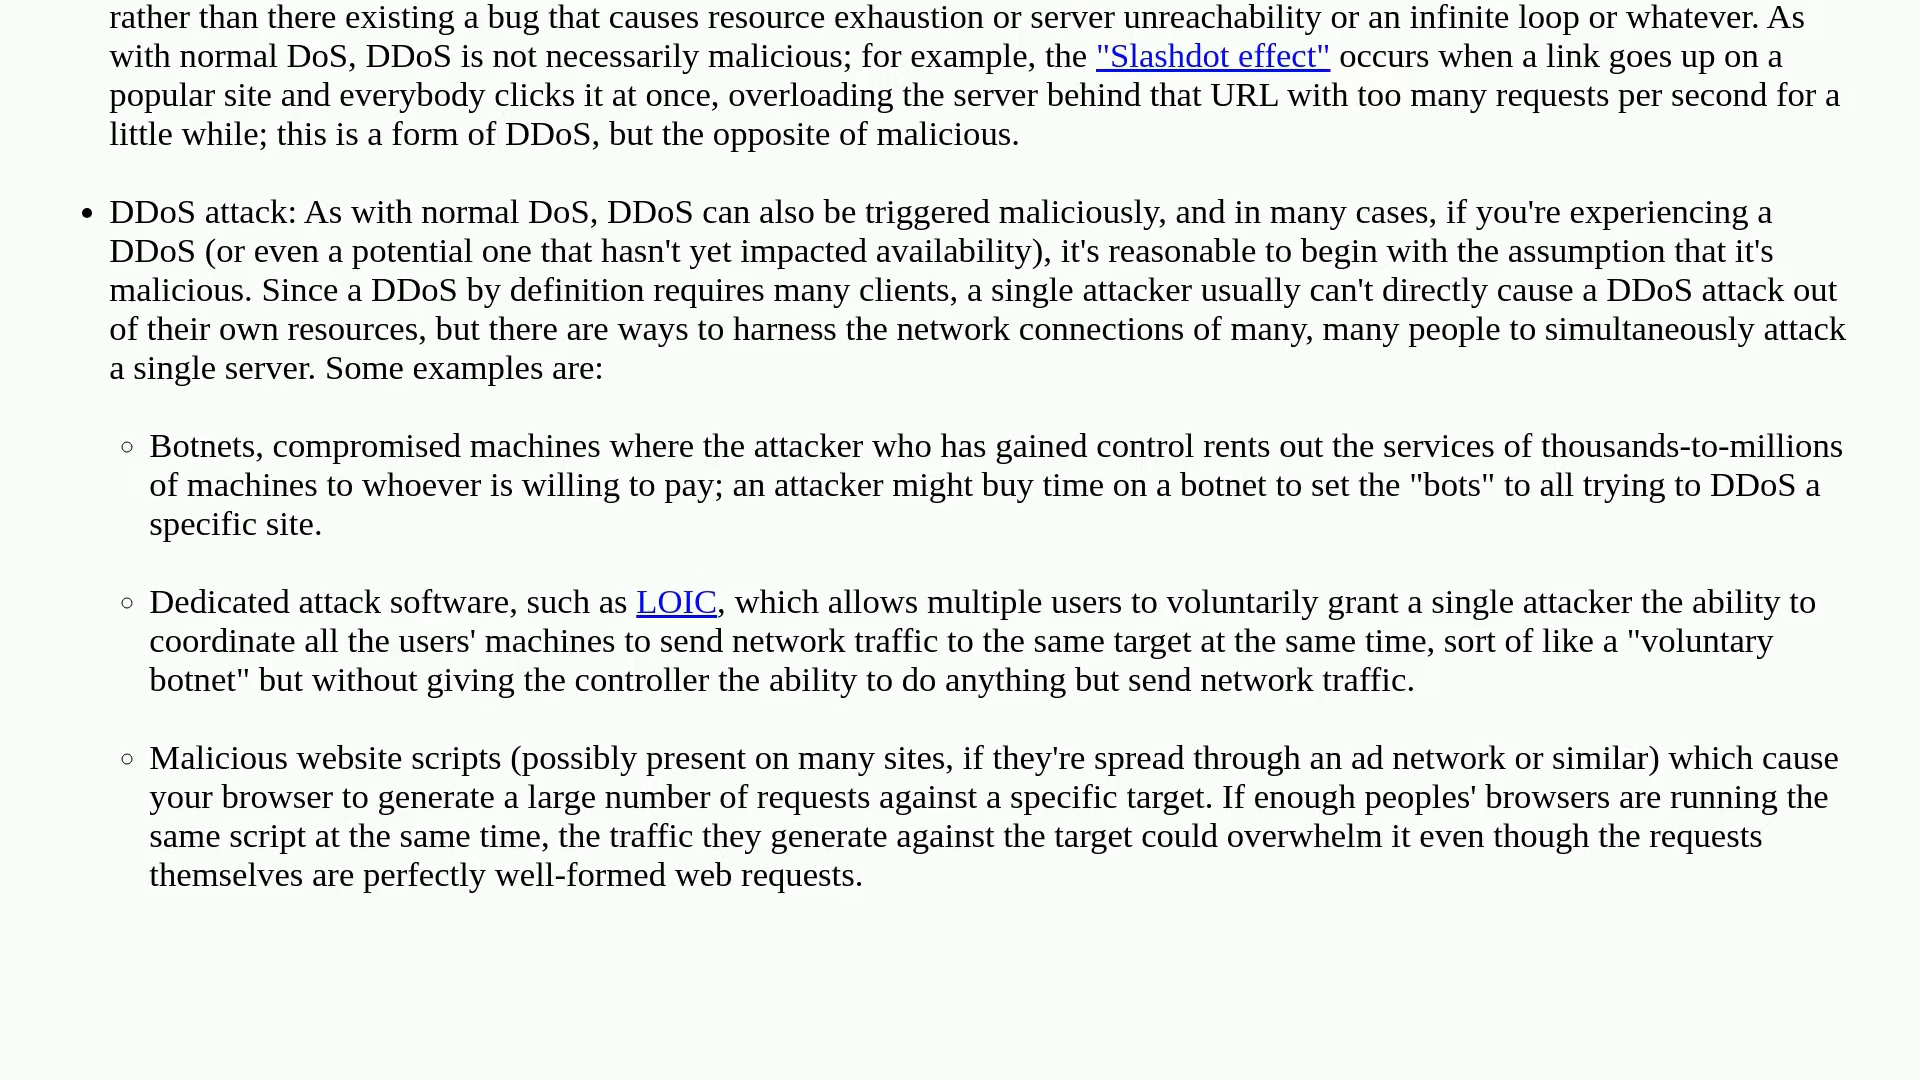 rather than there existing a bug that causes resource exhaustion or server unreachability or an infinite loop or whatever. As
with normal DoS, DDoS is not necessarily malicious; for example, the "Slashdot effect" occurs when a link goes up on a
popular site and everybody clicks it at once, overloading the server behind that URL with too many requests per second for a
little while; this is a form of DDoS, but the opposite of malicious.
• DDoS attack: As with normal DoS, DDoS can also be triggered maliciously, and in many cases, if you're experiencing a
DDoS (or even a potential one that hasn't yet impacted availability), it's reasonable to begin with the assumption that it's
malicious. Since a DDoS by definition requires many clients, a single attacker usually can't directly cause a DDoS attack out
of their own resources, but there are ways to harness the network connections of many, many people to simultaneously attack
a single server. Some examples are:
◦ Botnets, compromised machines where the attacker who has gained control rents out the services of thousands-to-millions
of machines to whoever is willing to pay; an attacker might buy time on a botnet to set the "bots" to all trying to DDoS a
specific site.
◦ Dedicated attack software, such as LOIC, which allows multiple users to voluntarily grant a single attacker the ability to
coordinate all the users' machines to send network traffic to the same target at the same time, sort of like a "voluntary
botnet" but without giving the controller the ability to do anything but send network traffic.
◦ Malicious website scripts (possibly present on many sites, if they're spread through an ad network or similar) which cause
your browser to generate a large number of requests against a specific target. If enough peoples' browsers are running the
same script at the same time, the traffic they generate against the target could overwhelm it even though the requests
themselves are perfectly well-formed web requests.